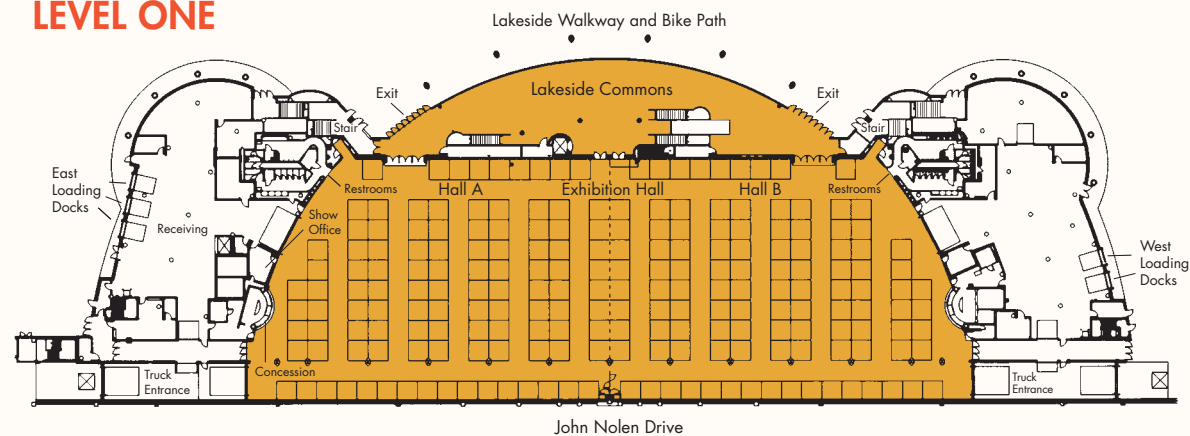 LEVEL ONE
Lakeside Walkway and Bike Path
Exit
Lakeside Commons
Exit
Stair
Stair
East
Loading
Docks
Restrooms
Hall A
Exhibition Hall
Hall B
Restrooms
Receiving
Show
Office
West
Loading
Docks
Concession
Truck
Entrance
Truck
Entrance
John Nolen Drive